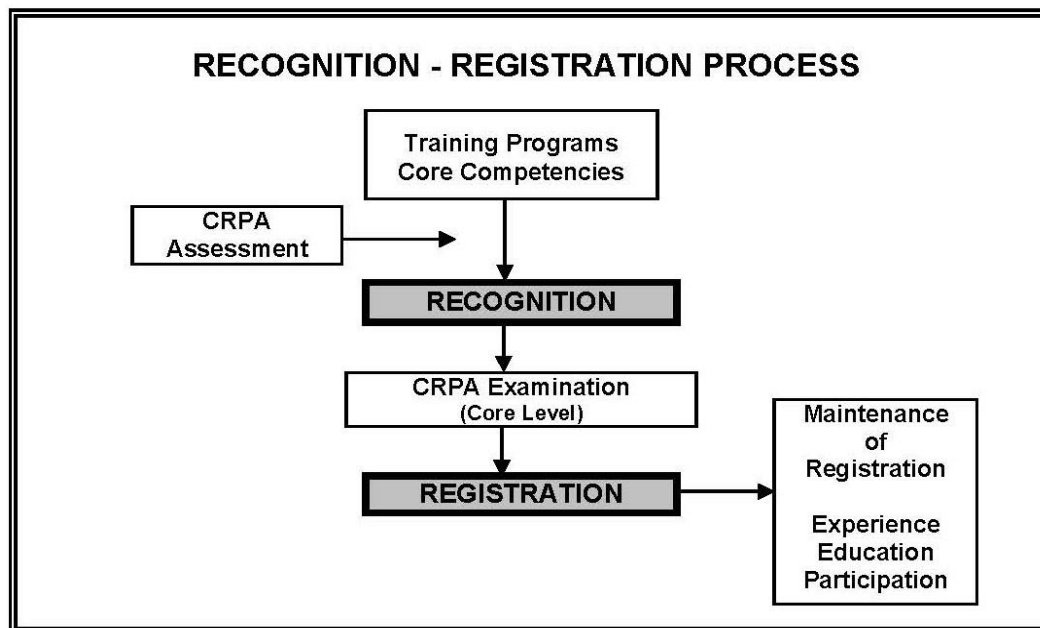 RECOGNITION - REGISTRATION PROCESS
Training Programs
Core Competencies
CRPA
Assessment
RECOGNITION
CRPA Examination
(Core Level)
REGISTRATION
Maintenance
of
Registration
Experience
Education
Participation